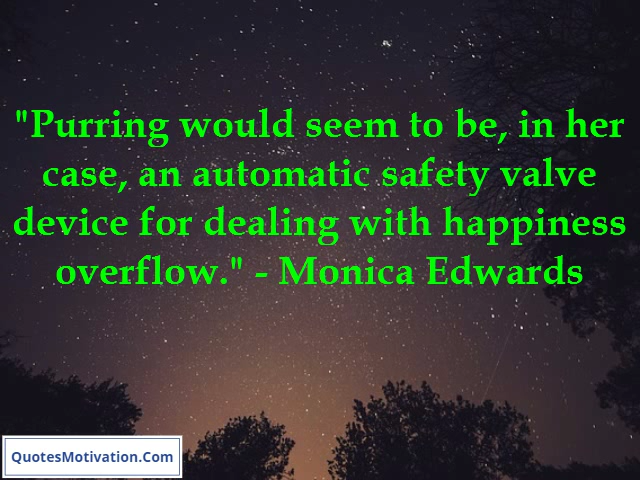 "Purring would seem to be, in her
case, an automatic safety valve
device for dealing with happiness
overflow." - Monica Edwards
QuotesMotivation.Com